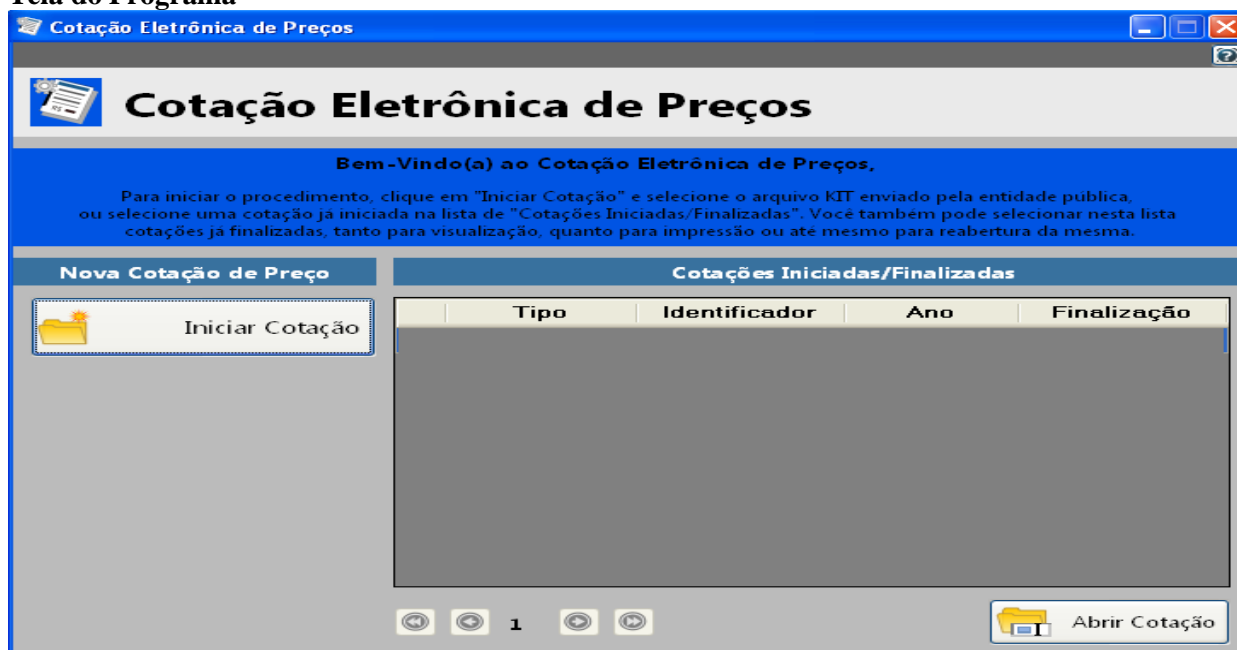 Tela do Programa
Cotação Eletrônica de Preços
Cotação Eletrônica de Preços
Bem-Vindo(a) ao Cotação Eletrônica de Preços,
Para iniciar o procedimento, clique em "Iniciar Cotação" e selecione o arquivo KIT enviado pela entidade pública,
ou selecione uma cotação já iniciada na lista de "Cotações Iniciadas/Finalizadas". Você também pode selecionar nesta lista
cotações já finalizadas, tanto para visualização, quanto para impressão ou até mesmo para reabertura da mesma.
Nova Cotação de Preço
Cotações Iniciadas/Finalizadas
Iniciar Cotação
Tipo Identificador Ano Finalização
1
Abrir Cotação